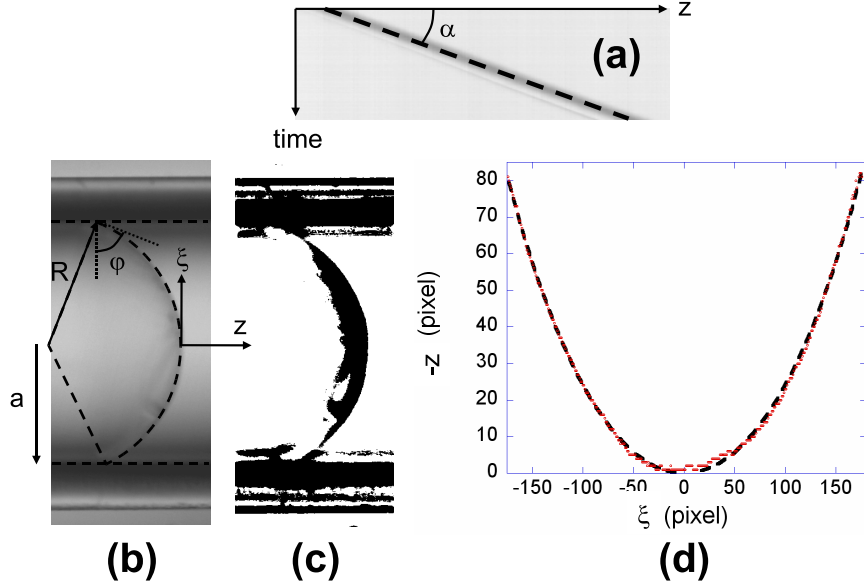 z
α
(a)
time
R
φ
ξ
z
a
(b)
(c)
80
70
60
50
40
30
20
10
0
-z (pixel)
-150 -100 -50 0 50 100 150
ξ (pixel)
(d)